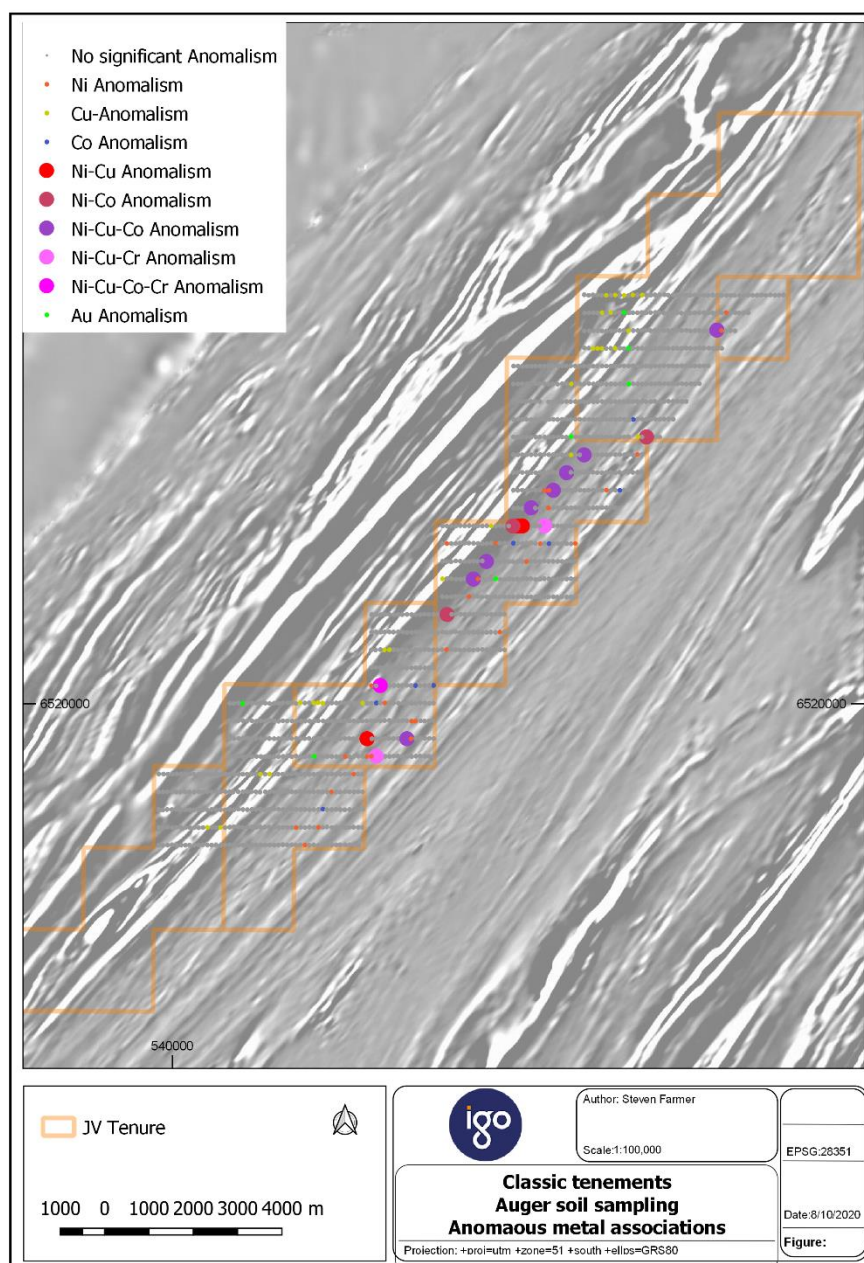 No significant Anomalism
Ni Anomalism
Cu-Anomalism
Co Anomalism
Ni-Cu Anomalism
Ni-Co Anomalism
Ni-Cu-Co Anomalism
Ni-Cu-Cr Anomalism
Ni-Cu-Co-Cr Anomalism
Au Anomalism
6520000
6520000
540000
JV Tenure
1000 0 1000 2000 3000 4000 m
igo
Author: Steven Farmer
Scale:1:100,000
EPSG:28351
Classic tenements
Auger soil sampling
Anomaous metal associations
Date:8/10/2020
Figure:
Projection: +proj=utm +zone=51 +south +ellps=GRS80